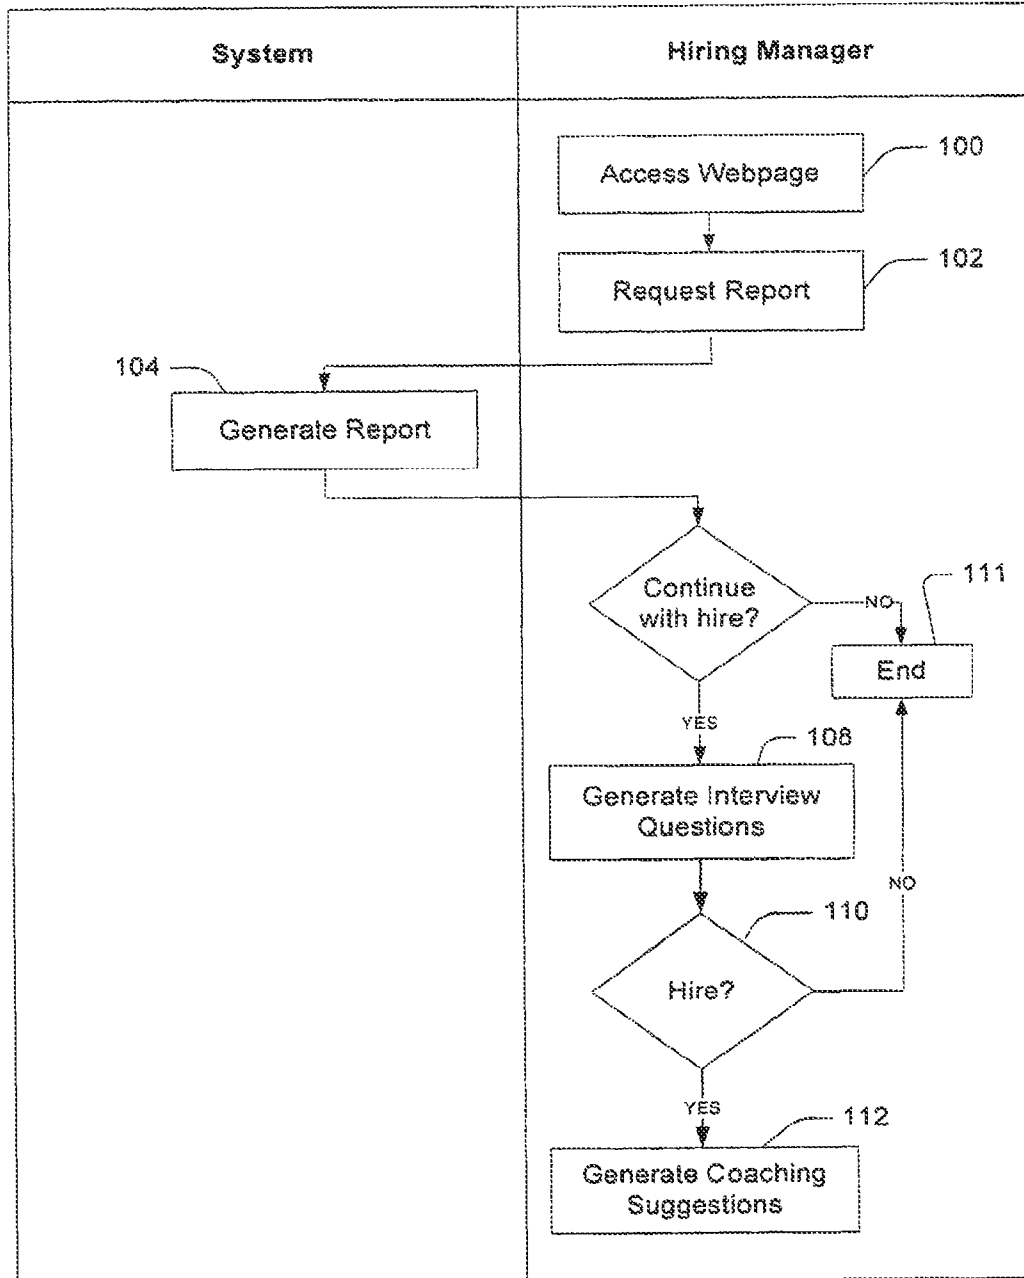 System
Hiring Manager
Access Webpage
100
Request Report
102
104
Generate Report
Continue
with hire?
NO
111
End
YES
108
Generate Interview
Questions
NO
110
Hire?
YES
112
Generate Coaching
Suggestions